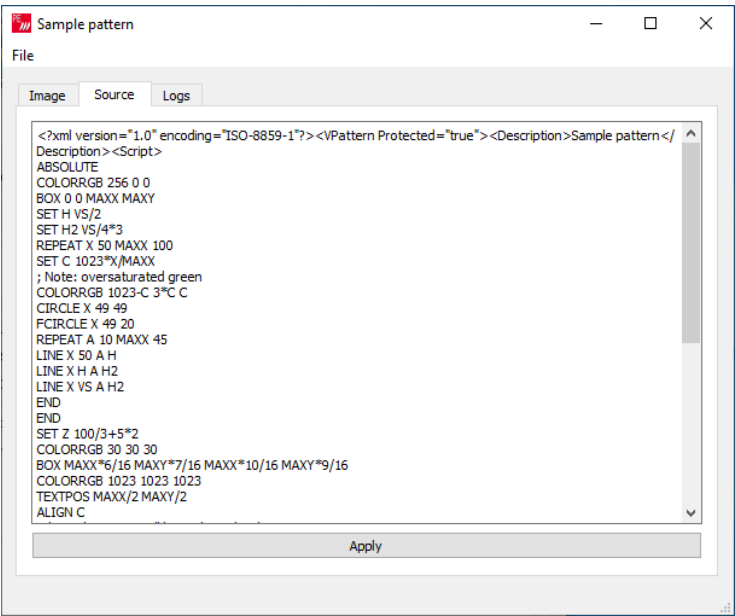 PE
Sample pattern
File
Image Source Logs
<?xml version="1.0" encoding="ISO-8859-1"?><VPattern Protected="true"><Description>Sample pattern</
Description><Script>
ABSOLUTE
COLORRGB 256 0 0
BOX 0 0 MAXX MAXY
SET H VS/2
SET H2 VS/4*3
REPEAT X 50 MAXX 100
SET C 1023*X/MAXX
; Note: oversaturated green
COLORRGB 1023-C 3*C C
CIRCLE X 49 49
FCIRCLE X 49 20
REPEAT A 10 MAXX 45
LINE X 50 A H
LINE X H A H2
LINE X VS A H2
END
END
SET Z 100/3+5*2
COLORRGB 30 30 30
BOX MAXX*6/16 MAXY*7/16 MAXX*10/16 MAXY*9/16
COLORRGB 1023 1023 1023
TEXTPOS MAXX/2 MAXY/2
ALIGN C
Apply